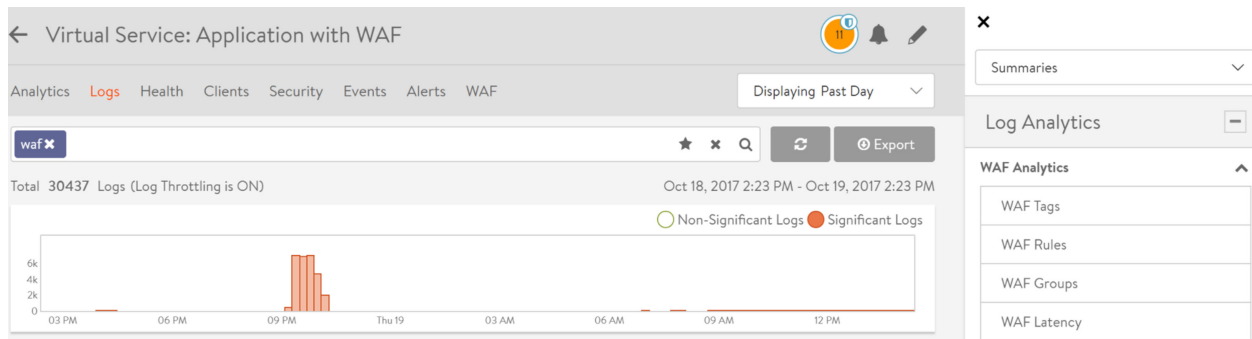 Virtual Service: Application with WAF
11
Analytics Logs Health Clients Security Events Alerts WAF
Displaying Past Day
waf
Export
Total 30437 Logs (Log Throttling is ON)
Oct 18, 2017 2:23 PM - Oct 19, 2017 2:23 PM
Non-Significant Logs Significant Logs
6k
4k
2k
0
03 PM 06 PM 09 PM Thu 19 03 AM 06 AM 09 AM 12 PM
Summaries
Log Analytics
WAF Analytics
WAF Tags
WAF Rules
WAF Groups
WAF Latency